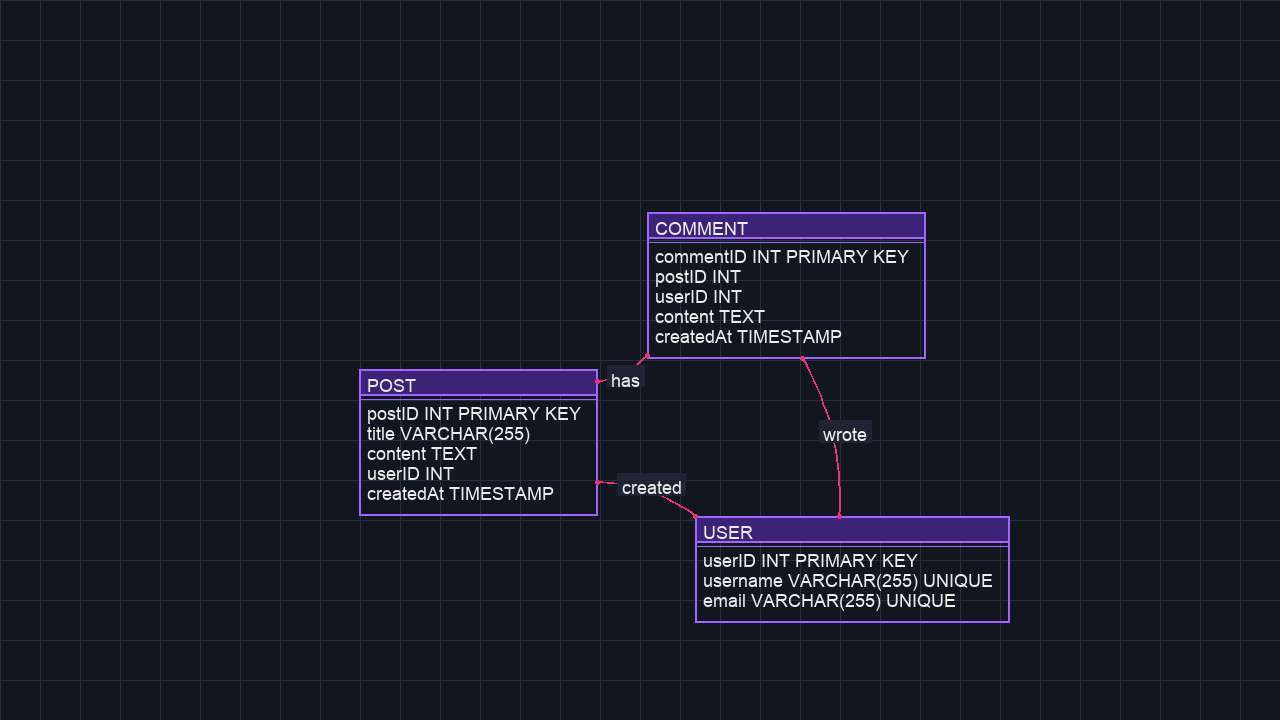 COMMENT
commentID INT PRIMARY KEY
postID INT
userID INT
content TEXT
createdAt TIMESTAMP
has
POST
postID INT PRIMARY KEY
title VARCHAR(255)
content TEXT
userID INT
createdAt TIMESTAMP
wrote
created
USER
userID INT PRIMARY KEY
username VARCHAR(255) UNIQUE
email VARCHAR(255) UNIQUE